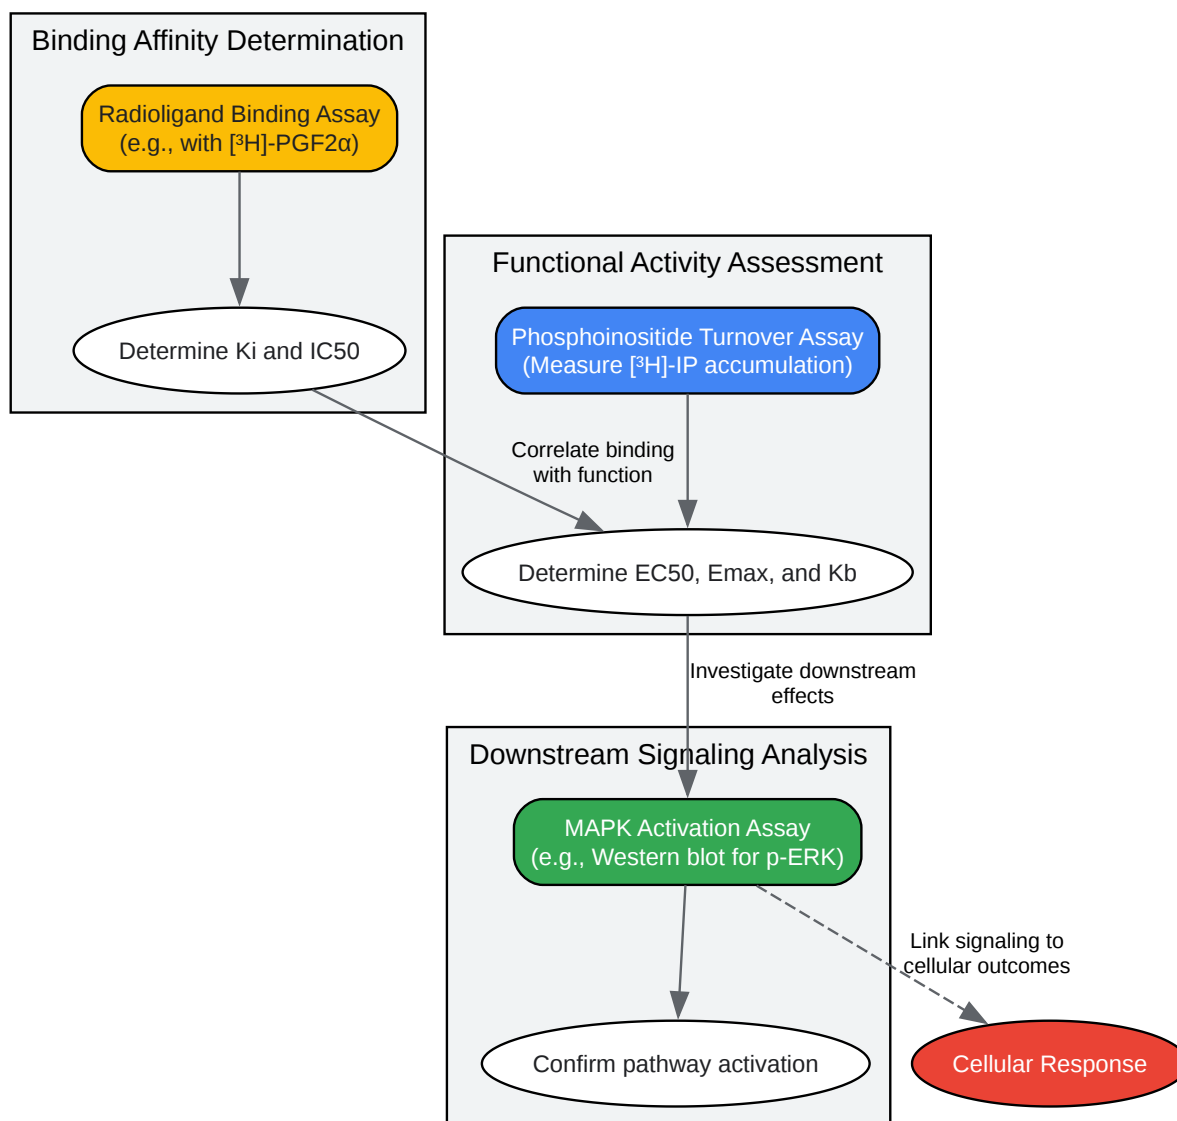 Binding Affinity Determination
Radioligand Binding Assay
(e.g., with [³H]-PGF2α)
Determine Ki and IC50
Functional Activity Assessment
Phosphoinositide Turnover Assay
(Measure [³H]-IP accumulation)
Correlate binding
with function
Determine EC50, Emax, and Kb
Investigate downstream
effects
Downstream Signaling Analysis
MAPK Activation Assay
(e.g., Western blot for p-ERK)
Link signaling to
cellular outcomes
Confirm pathway activation
Cellular Response